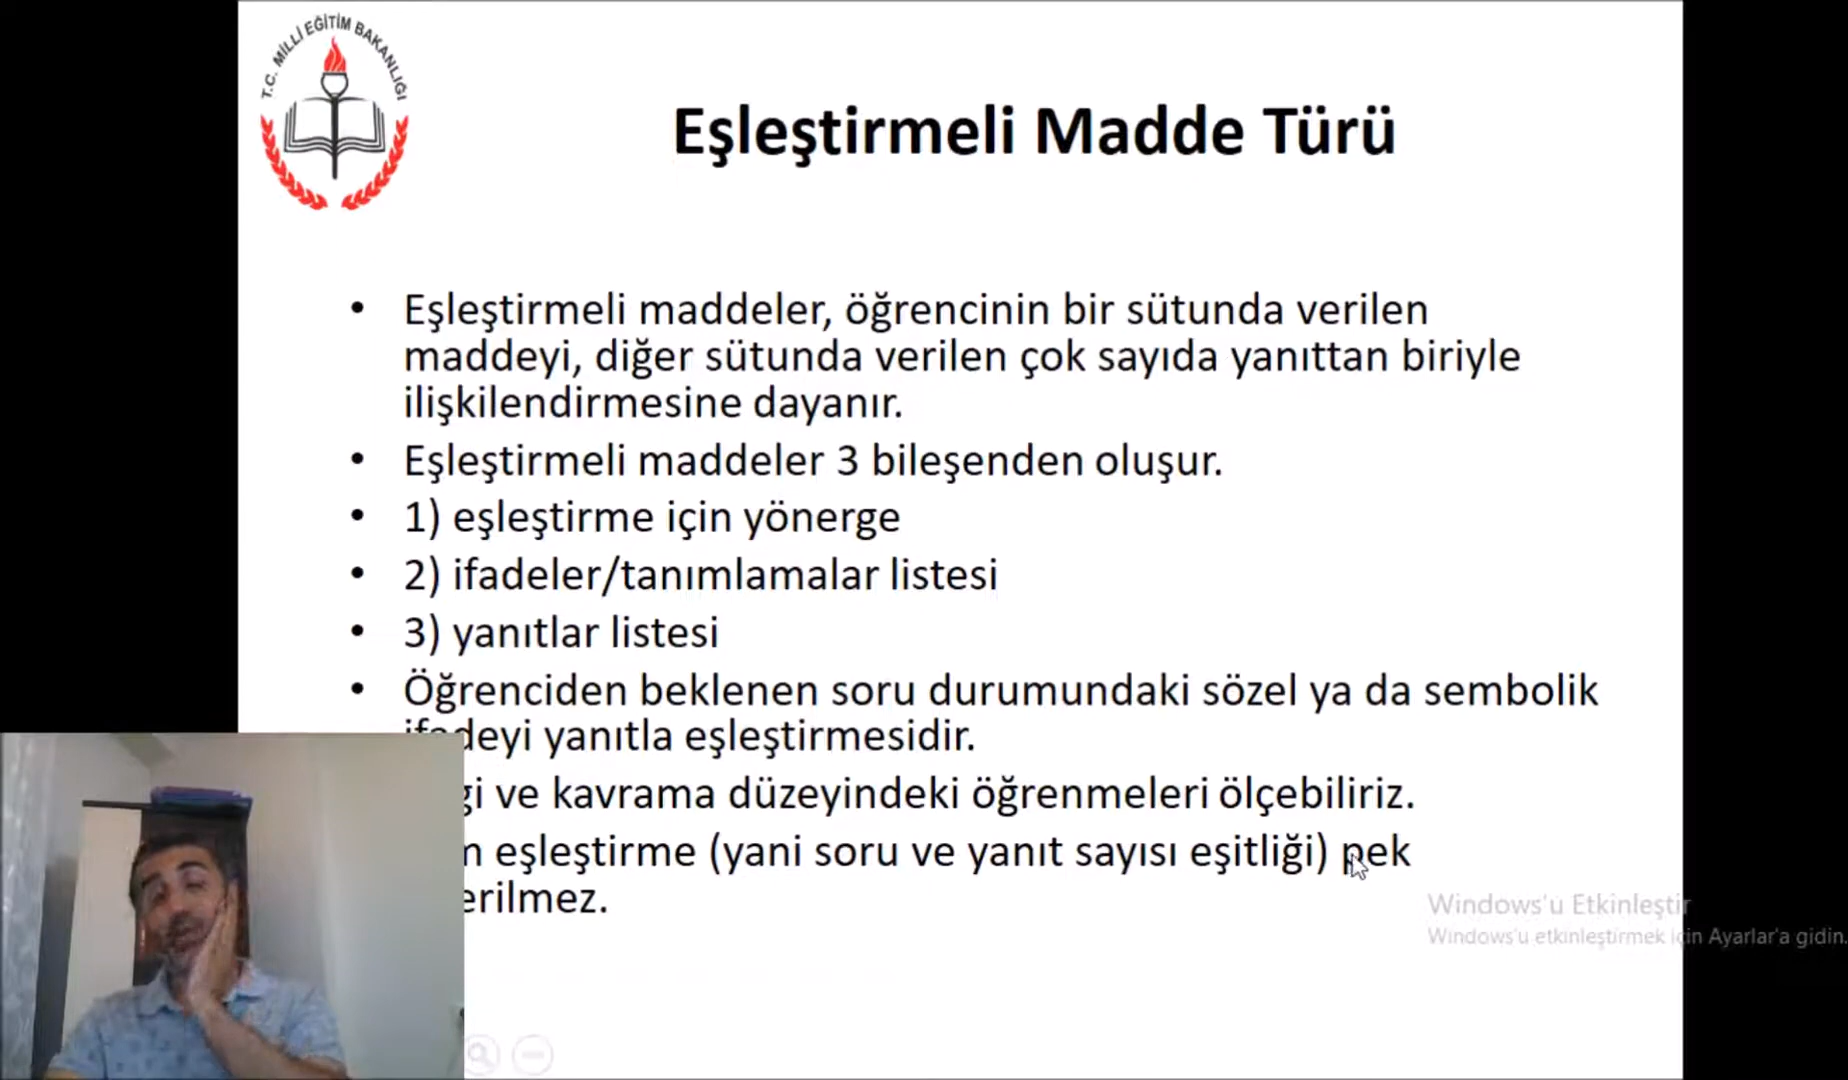 T.C. MİLLİ EĞİTİM BAKANLIĞI
Eşleştirmeli Madde Türü
• Eşleştirmeli maddeler, öğrencinin bir sütunda verilen
maddeyi, diğer sütunda verilen çok sayıda yanıttan biriyle
ilişkilendirmesine dayanır.
• Eşleştirmeli maddeler 3 bileşenden oluşur.
• 1) eşleştirme için yönerge
• 2) ifadeler/tanımlamalar listesi
• 3) yanıtlar listesi
• Öğrenciden beklenen soru durumundaki sözel ya da sembolik
ifadeyi yanıtla eşleştirmesidir.
ve kavrama düzeyindeki öğrenmeleri ölçebiliriz.
eşleştirme (yani soru ve yanıt sayısı eşitliği) pek
Windows'u Etkinleştir
Windows'u etkinleştirmek için Ayarlar'a gidin.